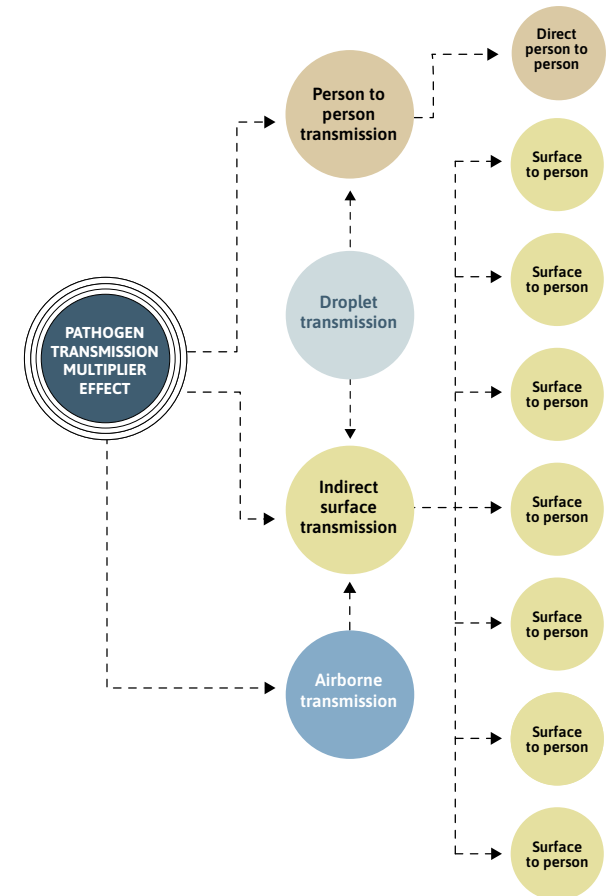 Direct
person to
person
Person to
person
transmission
Surface
to person
Surface
to person
Droplet
transmission
PATHOGEN
TRANSMISSION
MULTIPLIER
EFFECT
Surface
to person
Indirect
surface
transmission
Surface
to person
Surface
to person
Airborne
transmission
Surface
to person
Surface
to person